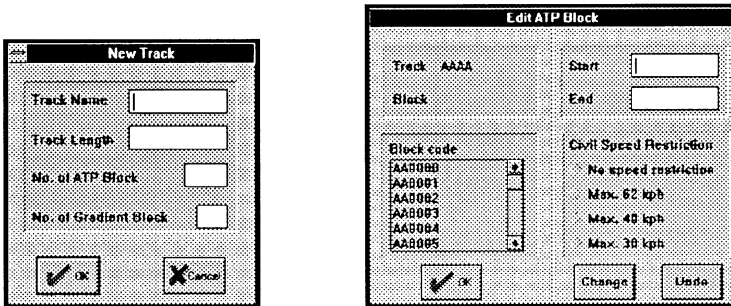 New Track
Track Name
Track Length
No. of ATP Block
No. of Gradient Block
OK
Cancel
Edit ATP Block
Track AAAA
Block
Start
End
Block code
AA0000
AA0001
AA0002
AA0003
AA0004
AA0005
Civil Speed Restriction
No speed restriction
Max. 62 kph
Max. 40 kph
Max. 30 kph
OK
Change
Undo